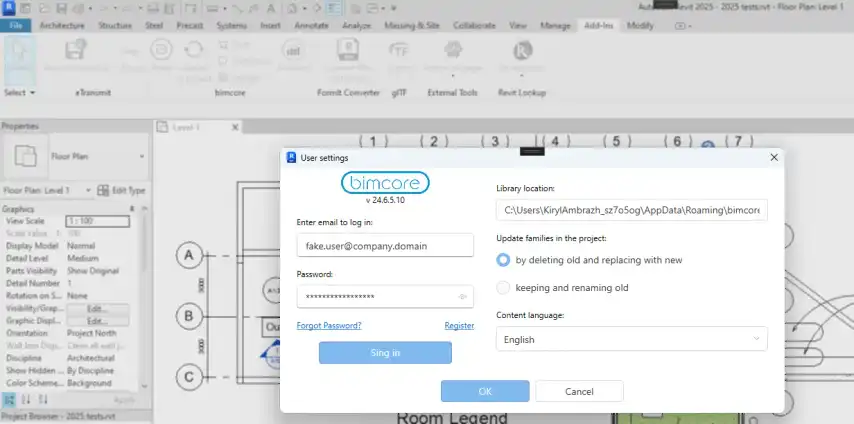 Revit 2025 - 2025 tests.rvt - Floor Plan: Level 1
File Architecture Structure Steel Precast Systems Insert Annotate Analyze Massing & Site Collaborate View Manage Add-Ins Modify
Select eTransmit bimcore FormIt Converter glTF External Tools Revit Lookup
Properties
Floor Plan
Floor Plan: Level 1
Edit Type
Graphics
View Scale 1 : 100
Scale Value 1: 100
Display Model Normal
Detail Level Medium
Parts Visibility Show Original
Detail Number 1
Rotation on S... None
Visibility/Grap... Edit...
Graphic Displ... Edit...
Orientation Project North
Discipline Architectural
Show Hidden ... By Discipline
Color Scheme... Background
Apply
Project Browser - 2025 tests.rvt
Level 1
1 2 3 4 5 6 7
A
B
C
3000
3000
User settings
bimcore
v 24.6.5.10
Enter email to log in:
fake.user@company.domain
Password:
****************
Forgot Password? Register
Sing in
Library location:
C:\Users\KirylAmbrazh_sz7o5og\AppData\Roaming\bimcore
Update families in the project:
by deleting old and replacing with new
keeping and renaming old
Content language:
English
OK Cancel
Room Legend